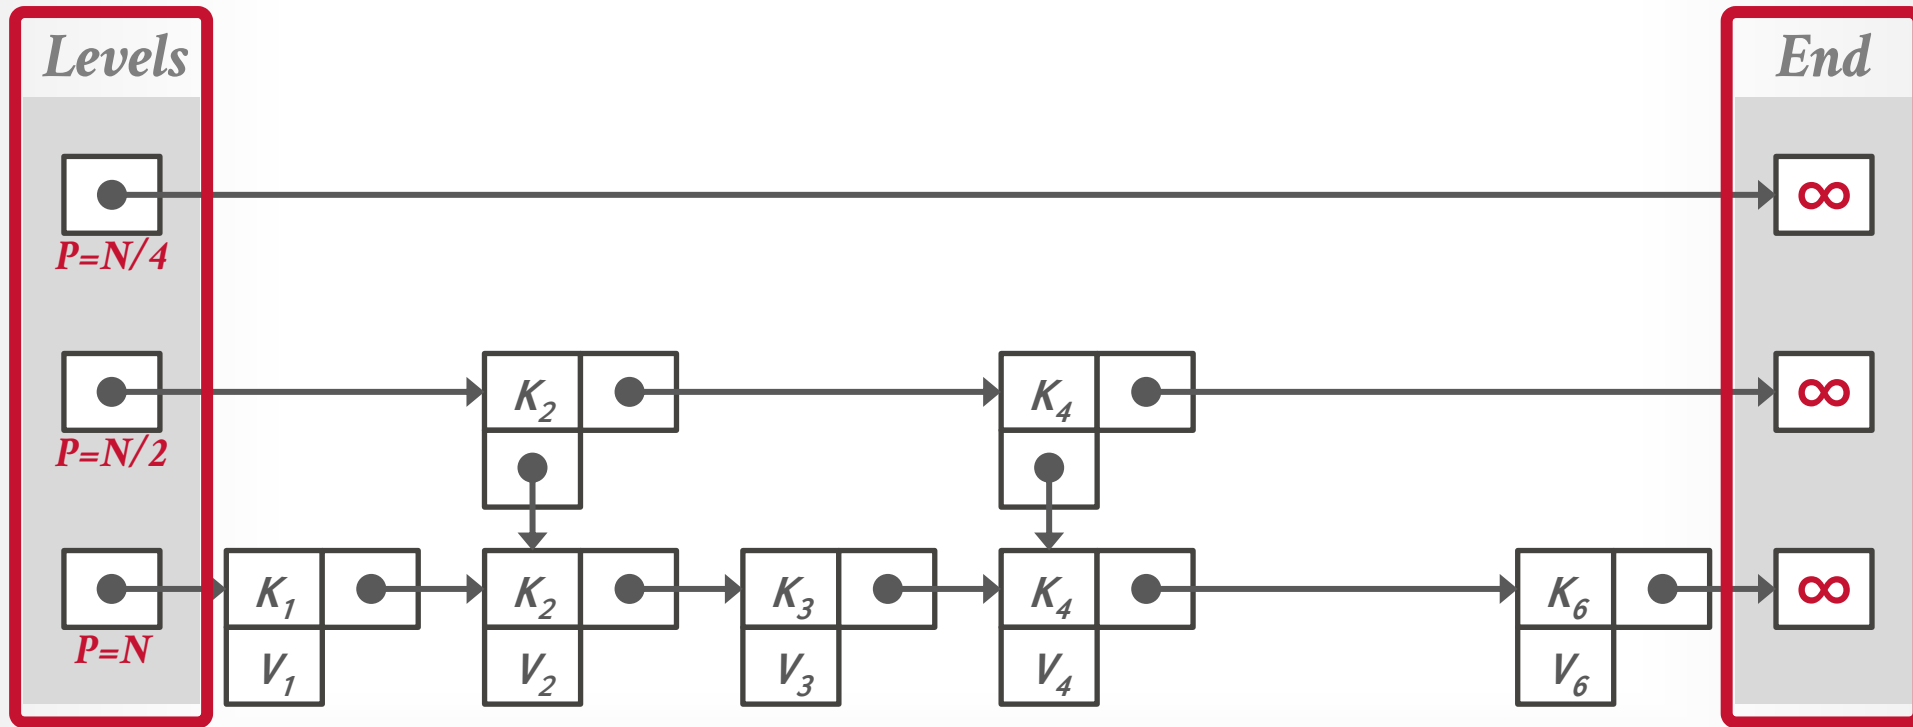 Levels End
∞
P=N/4
K₂ K₄ ∞
P=N/2
K₁ K₂ K₃ K₄ K₆ ∞
P=N
V₁ V₂ V₃ V₄ V₆